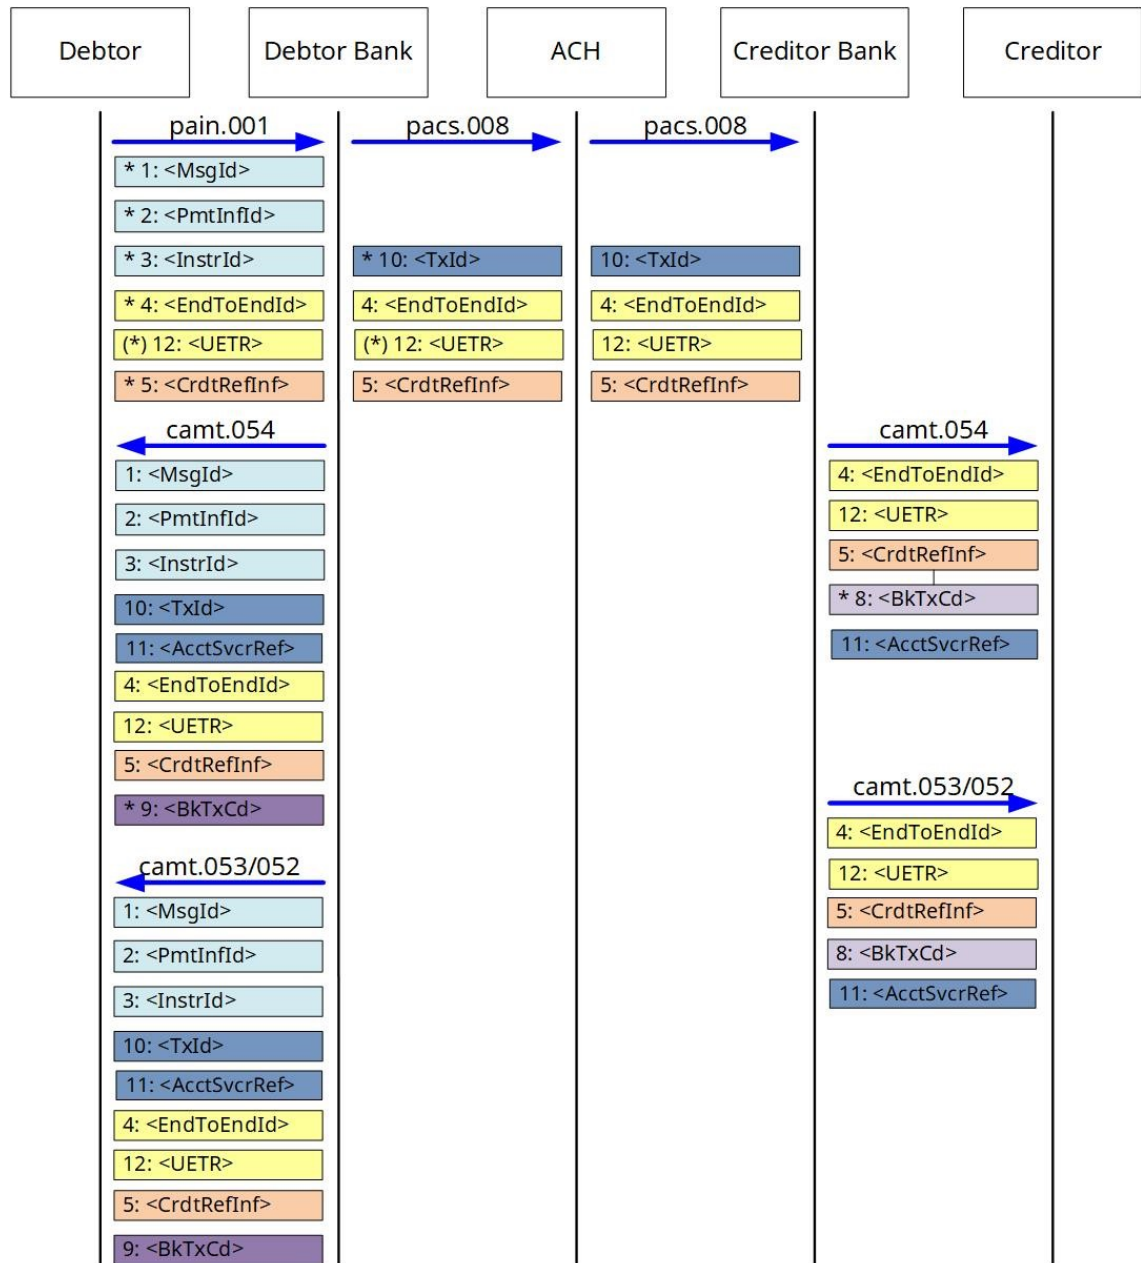 Debtor
Debtor Bank
ACH
Creditor Bank
Creditor
pain.001
* 1: <MsgId>
* 2: <PmtInfId>
* 3: <InstrId>
* 4: <EndToEndId>
(*) 12: <UETR>
* 5: <CrdtRefInf>
pacs.008
* 10: <TxId>
4: <EndToEndId>
(*) 12: <UETR>
5: <CrdtRefInf>
pacs.008
10: <TxId>
4: <EndToEndId>
12: <UETR>
5: <CrdtRefInf>
camt.054
1: <MsgId>
2: <PmtInfId>
3: <InstrId>
10: <TxId>
11: <AcctSvcrRef>
4: <EndToEndId>
12: <UETR>
5: <CrdtRefInf>
* 9: <BkTxCd>
camt.053/052
1: <MsgId>
2: <PmtInfId>
3: <InstrId>
10: <TxId>
11: <AcctSvcrRef>
4: <EndToEndId>
12: <UETR>
5: <CrdtRefInf>
9: <BkTxCd>
camt.054
4: <EndToEndId>
12: <UETR>
5: <CrdtRefInf>
* 8: <BkTxCd>
11: <AcctSvcrRef>
camt.053/052
4: <EndToEndId>
12: <UETR>
5: <CrdtRefInf>
8: <BkTxCd>
11: <AcctSvcrRef>